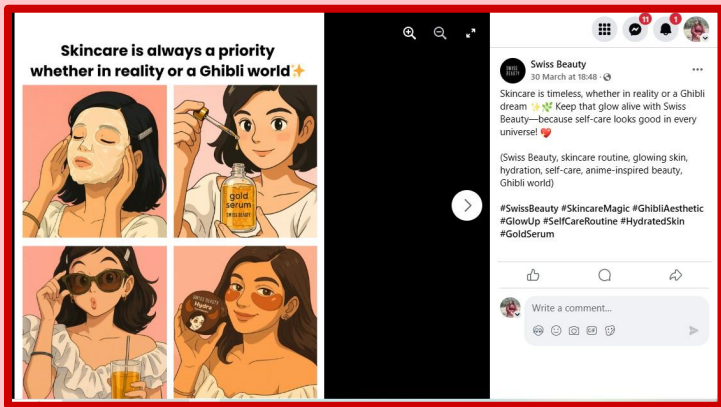 Skincare is always a priority
whether in reality or a Ghibli world✨
gold
serum
SWISS BEAUTY
SWISS BEAUTY
Hydra
11
1
SWISS
BEAUTY
Swiss Beauty
30 March at 18:48 ·
Skincare is timeless, whether in reality or a Ghibli
dream ✨🌿 Keep that glow alive with Swiss
Beauty—because self-care looks good in every
universe! 💖
(Swiss Beauty, skincare routine, glowing skin,
hydration, self-care, anime-inspired beauty,
Ghibli world)
#SwissBeauty #SkincareMagic #GhibliAesthetic
#GlowUp #SelfCareRoutine #HydratedSkin
#GoldSerum
Write a comment...
GIF